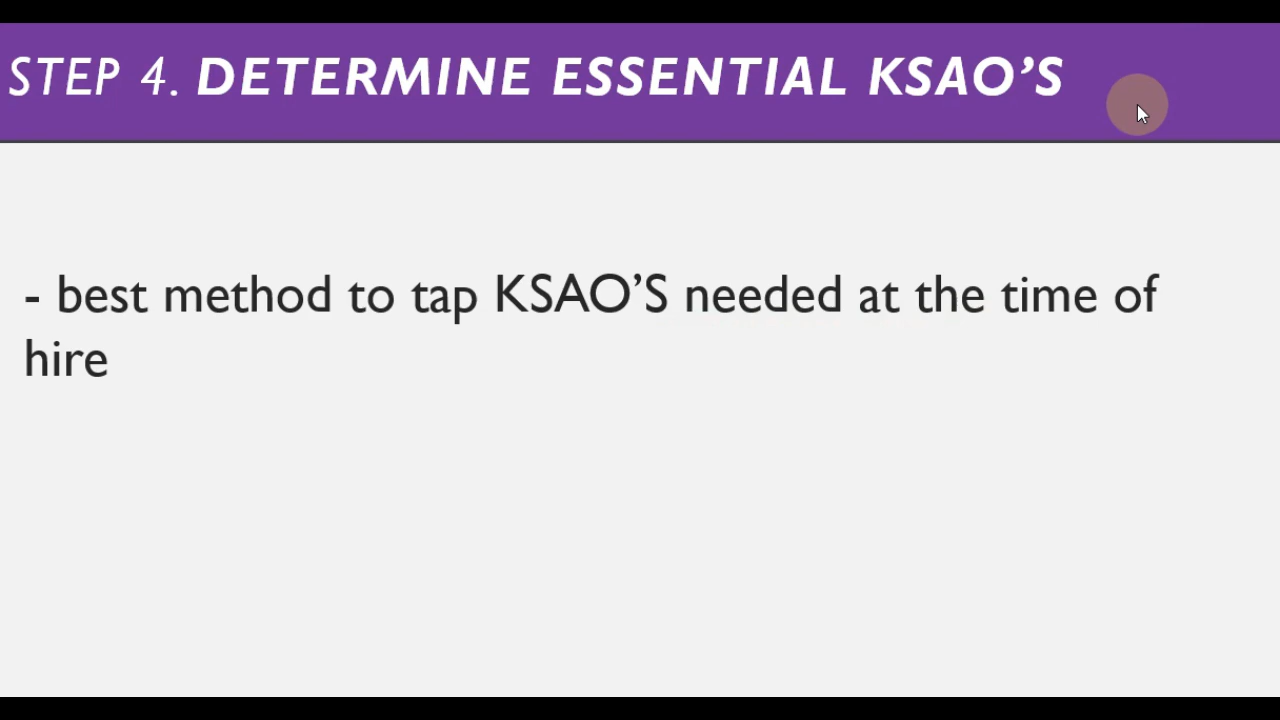 STEP 4. DETERMINE ESSENTIAL KSAO’S
- best method to tap KSAO’S needed at the time of
hire